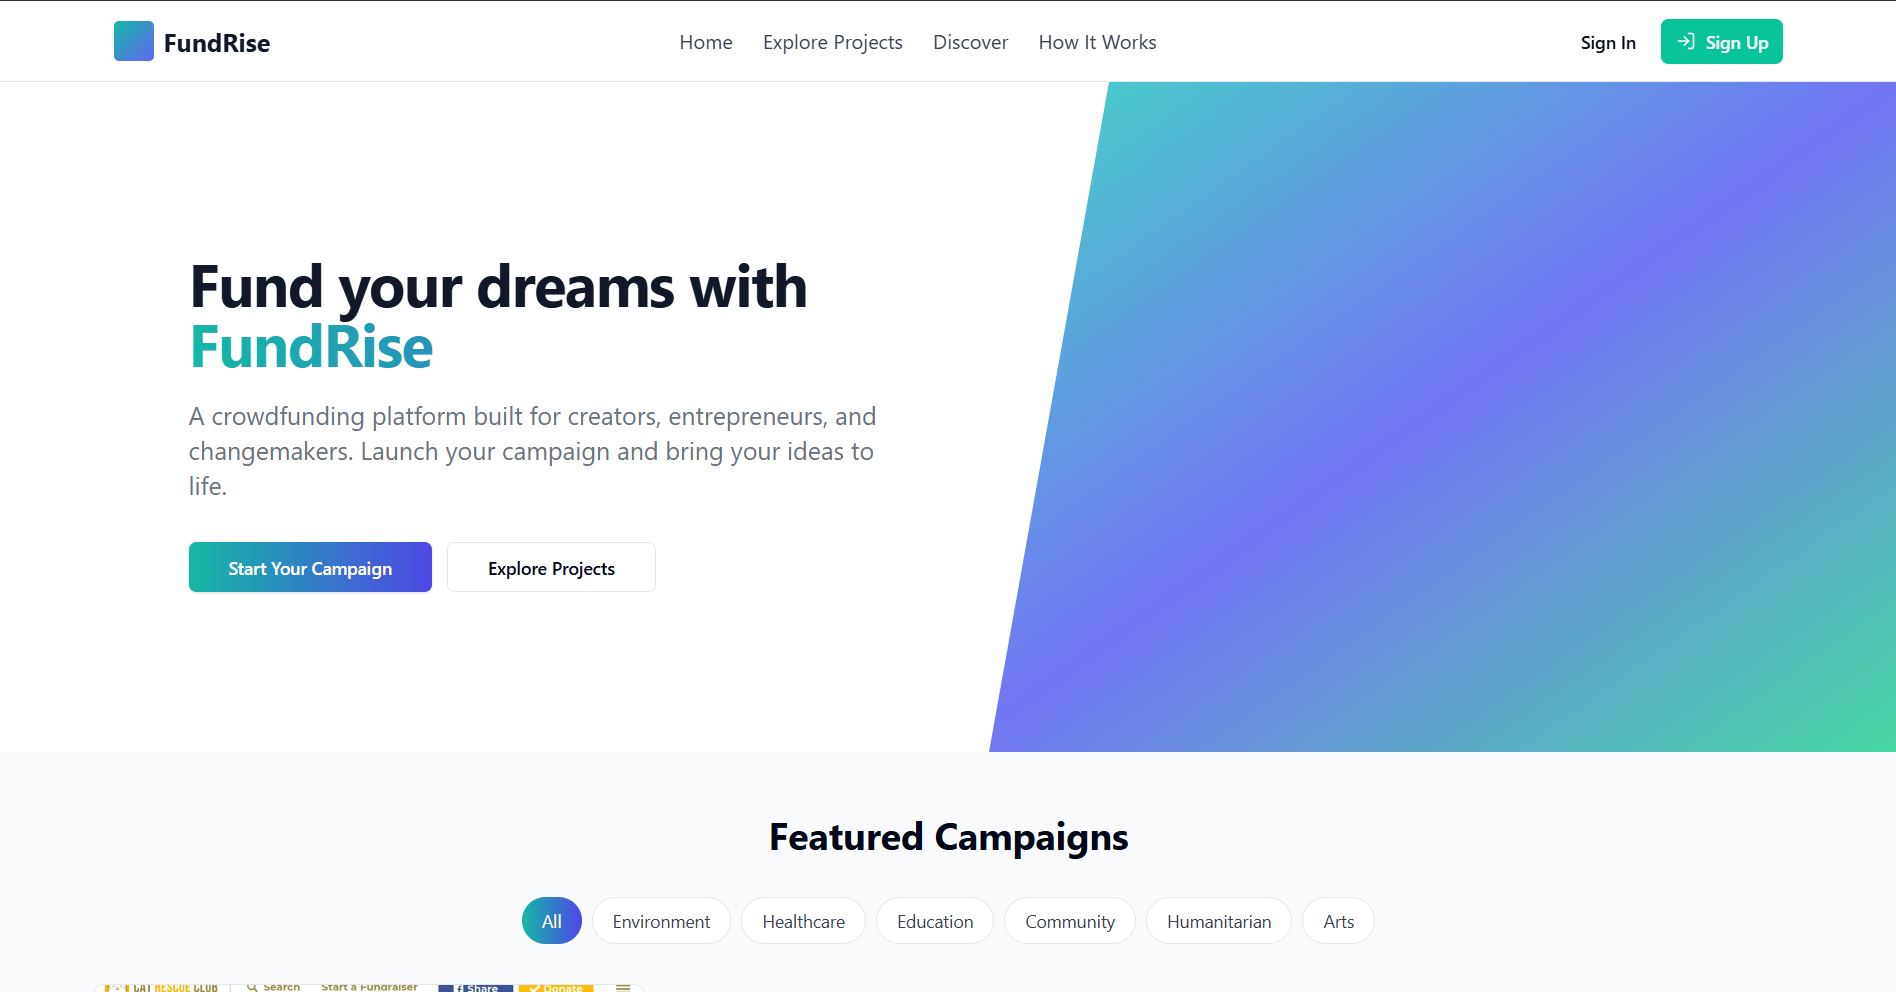 FundRise
Home
Explore Projects
Discover
How It Works
Sign In
Sign Up
Fund your dreams with
FundRise
A crowdfunding platform built for creators, entrepreneurs, and
changemakers. Launch your campaign and bring your ideas to
life.
Start Your Campaign
Explore Projects
Featured Campaigns
All
Environment
Healthcare
Education
Community
Humanitarian
Arts
CAT RESCUE CLUB
Search
Start a Fundraiser
Share
Donate